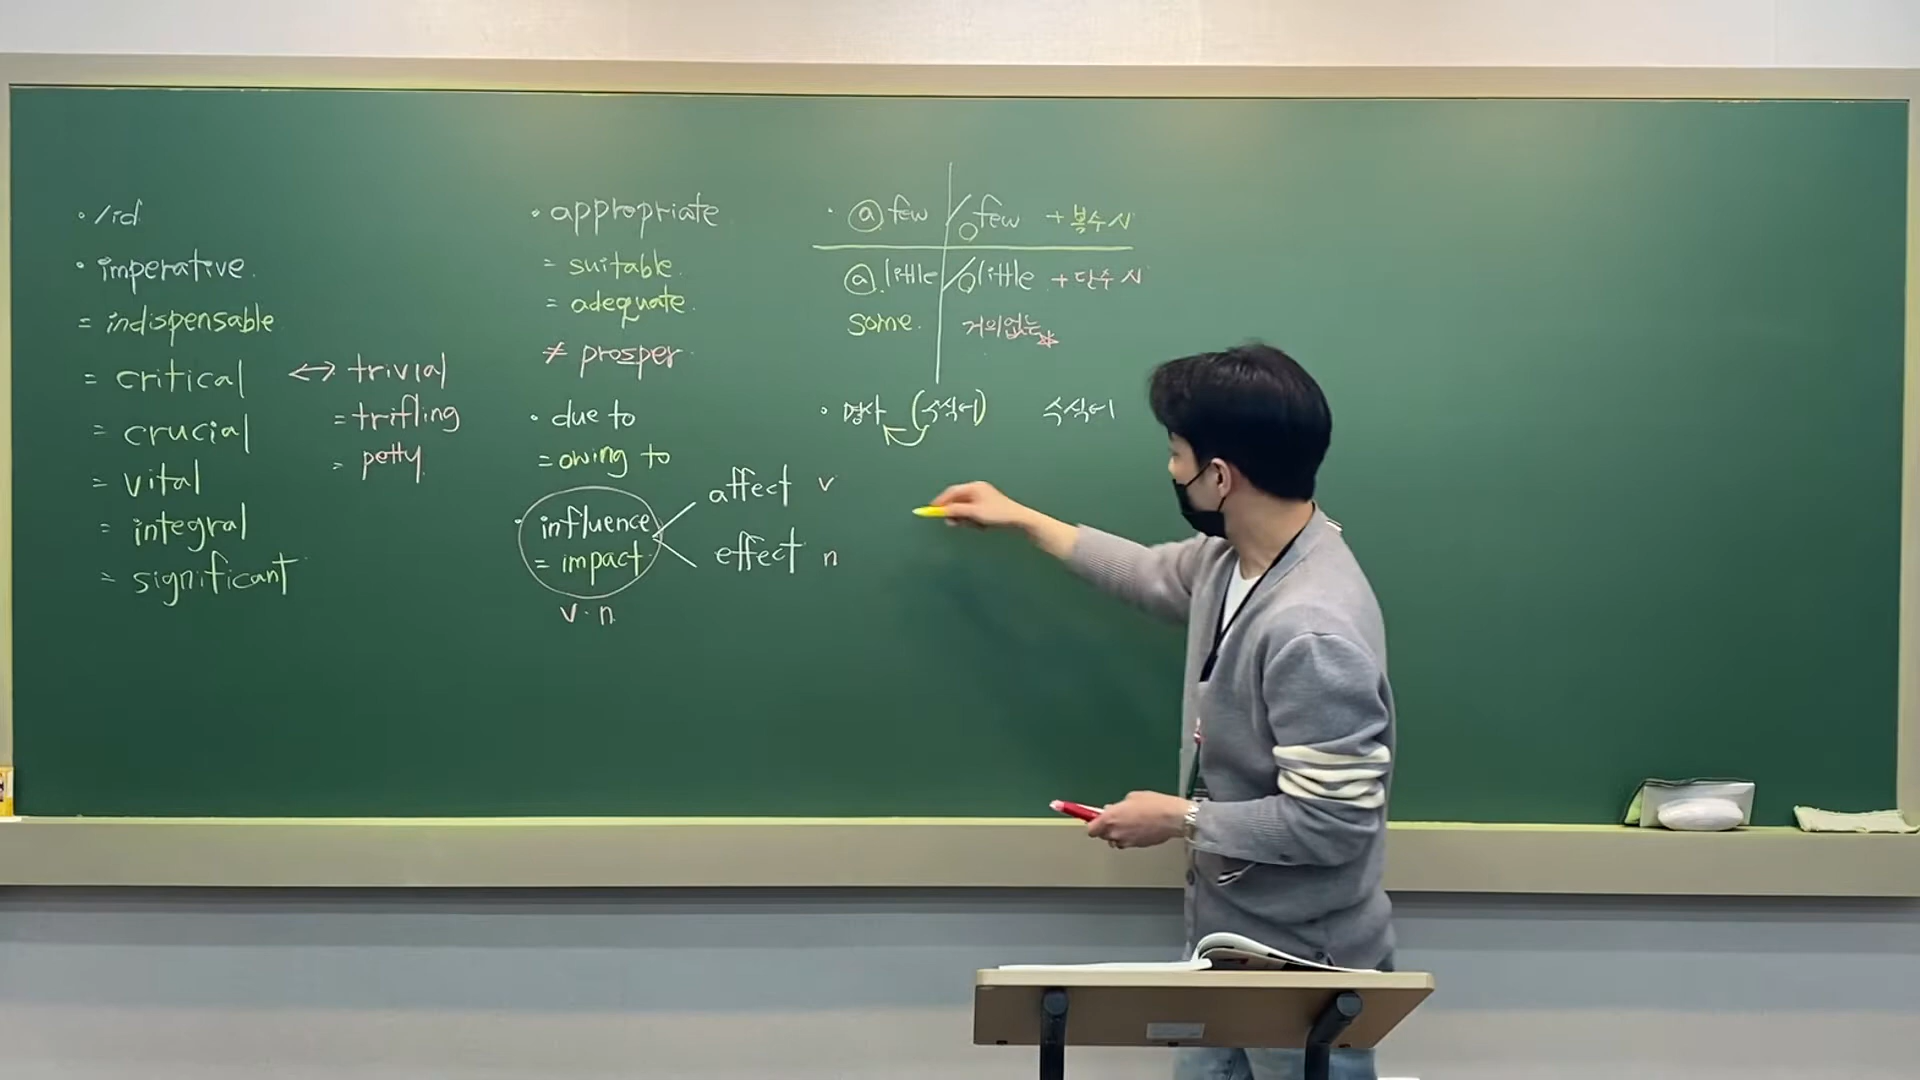 · /id
· imperative.
= indispensable
= critical ↔ trivial
= trifling
= petty.
= crucial
= vital
= integral
= significant
· appropriate
= suitable.
= adequate.
≠ prosper.
· due to
= owing to
· influence
= impact
v · n
affect v
effect n
· ⓐ few / few + 복수 시
ⓐ little / little + 단수 시
some. 거의없는☆
· 명사 (수식어) 수식어